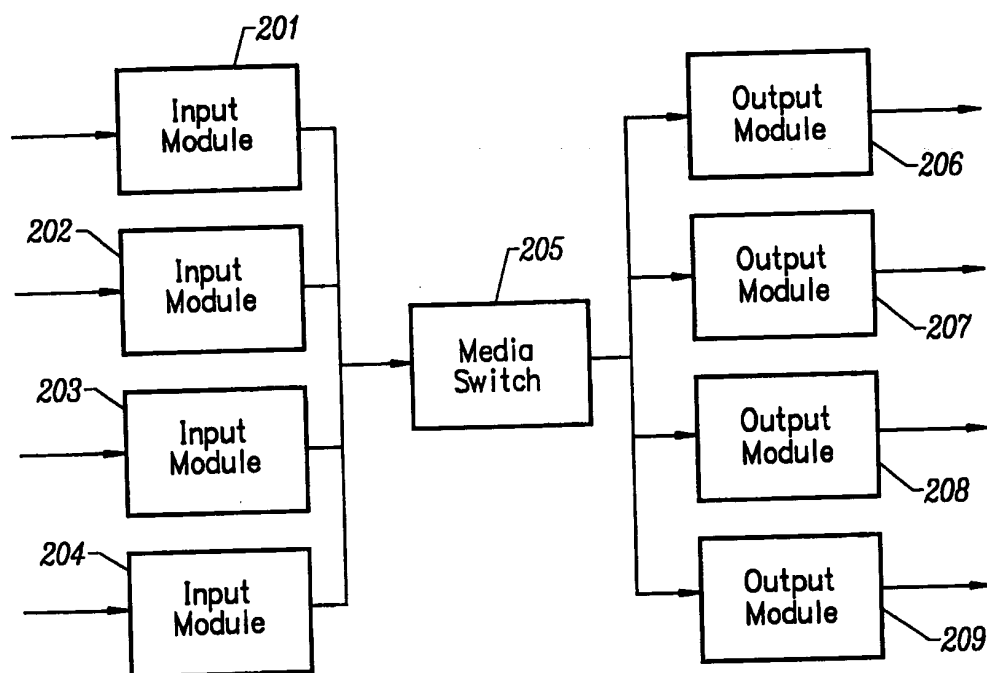 201
Input
Module
202
Input
Module
203
Input
Module
204
Input
Module
205
Media
Switch
Output
Module
206
Output
Module
207
Output
Module
208
Output
Module
209